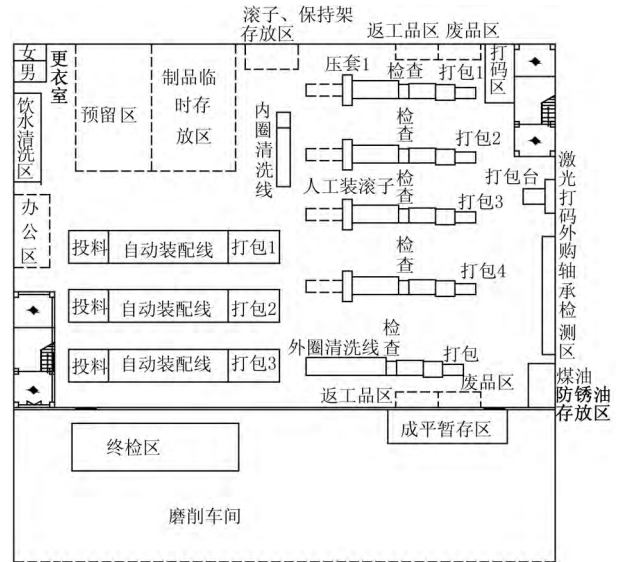 滚子、保持架
存放区
返工品区
废品区
女
男
更衣室
压套1
检查
打包1
打码区
预留区
制品临
时存
放区
饮水清洗区
内圈清洗线
检查
打包2
激光打码
打包台
人工装滚子
检查
打包3
办公区
外购轴承检测区
投料
自动装配线
打包1
检查
打包4
投料
自动装配线
打包2
外圈清洗线
检查
打包
投料
自动装配线
打包3
返工品区
废品区
煤油
防锈油
存放区
终检区
成平暂存区
磨削车间